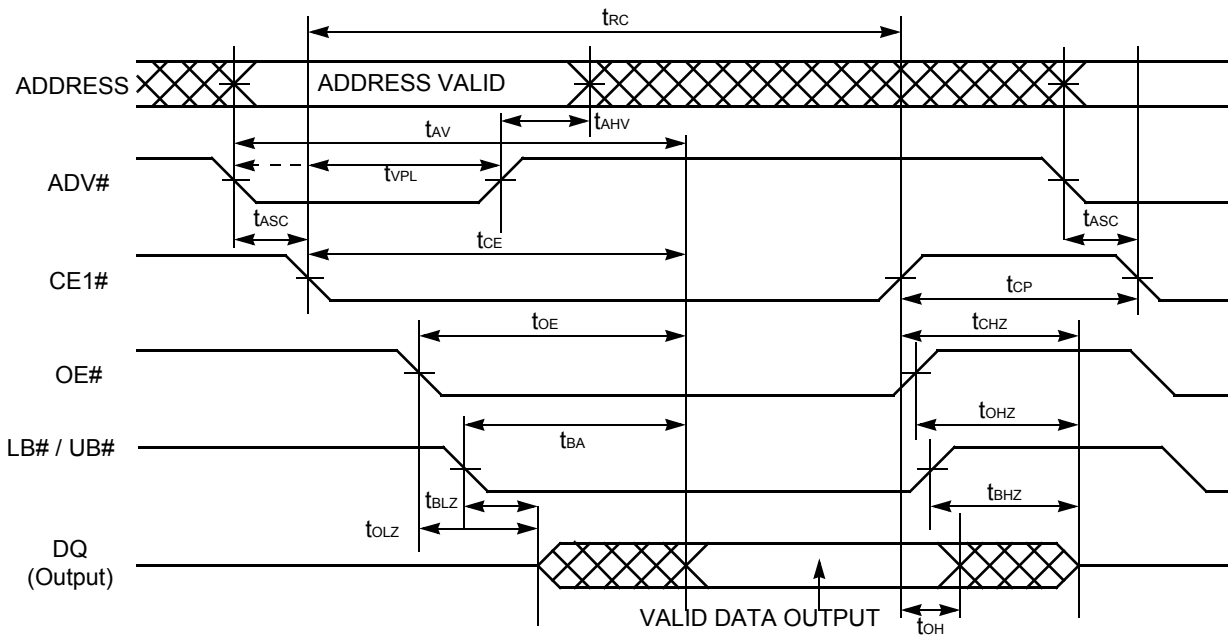 tRC
ADDRESS
ADDRESS VALID
tAV
tAHV
ADV#
tVPL
tASC
tASC
tCE
CE1#
tCP
tOE
tCHZ
OE#
tOHZ
LB# / UB#
tBA
tBLZ
tBHZ
tOLZ
DQ
(Output)
VALID DATA OUTPUT
tOH